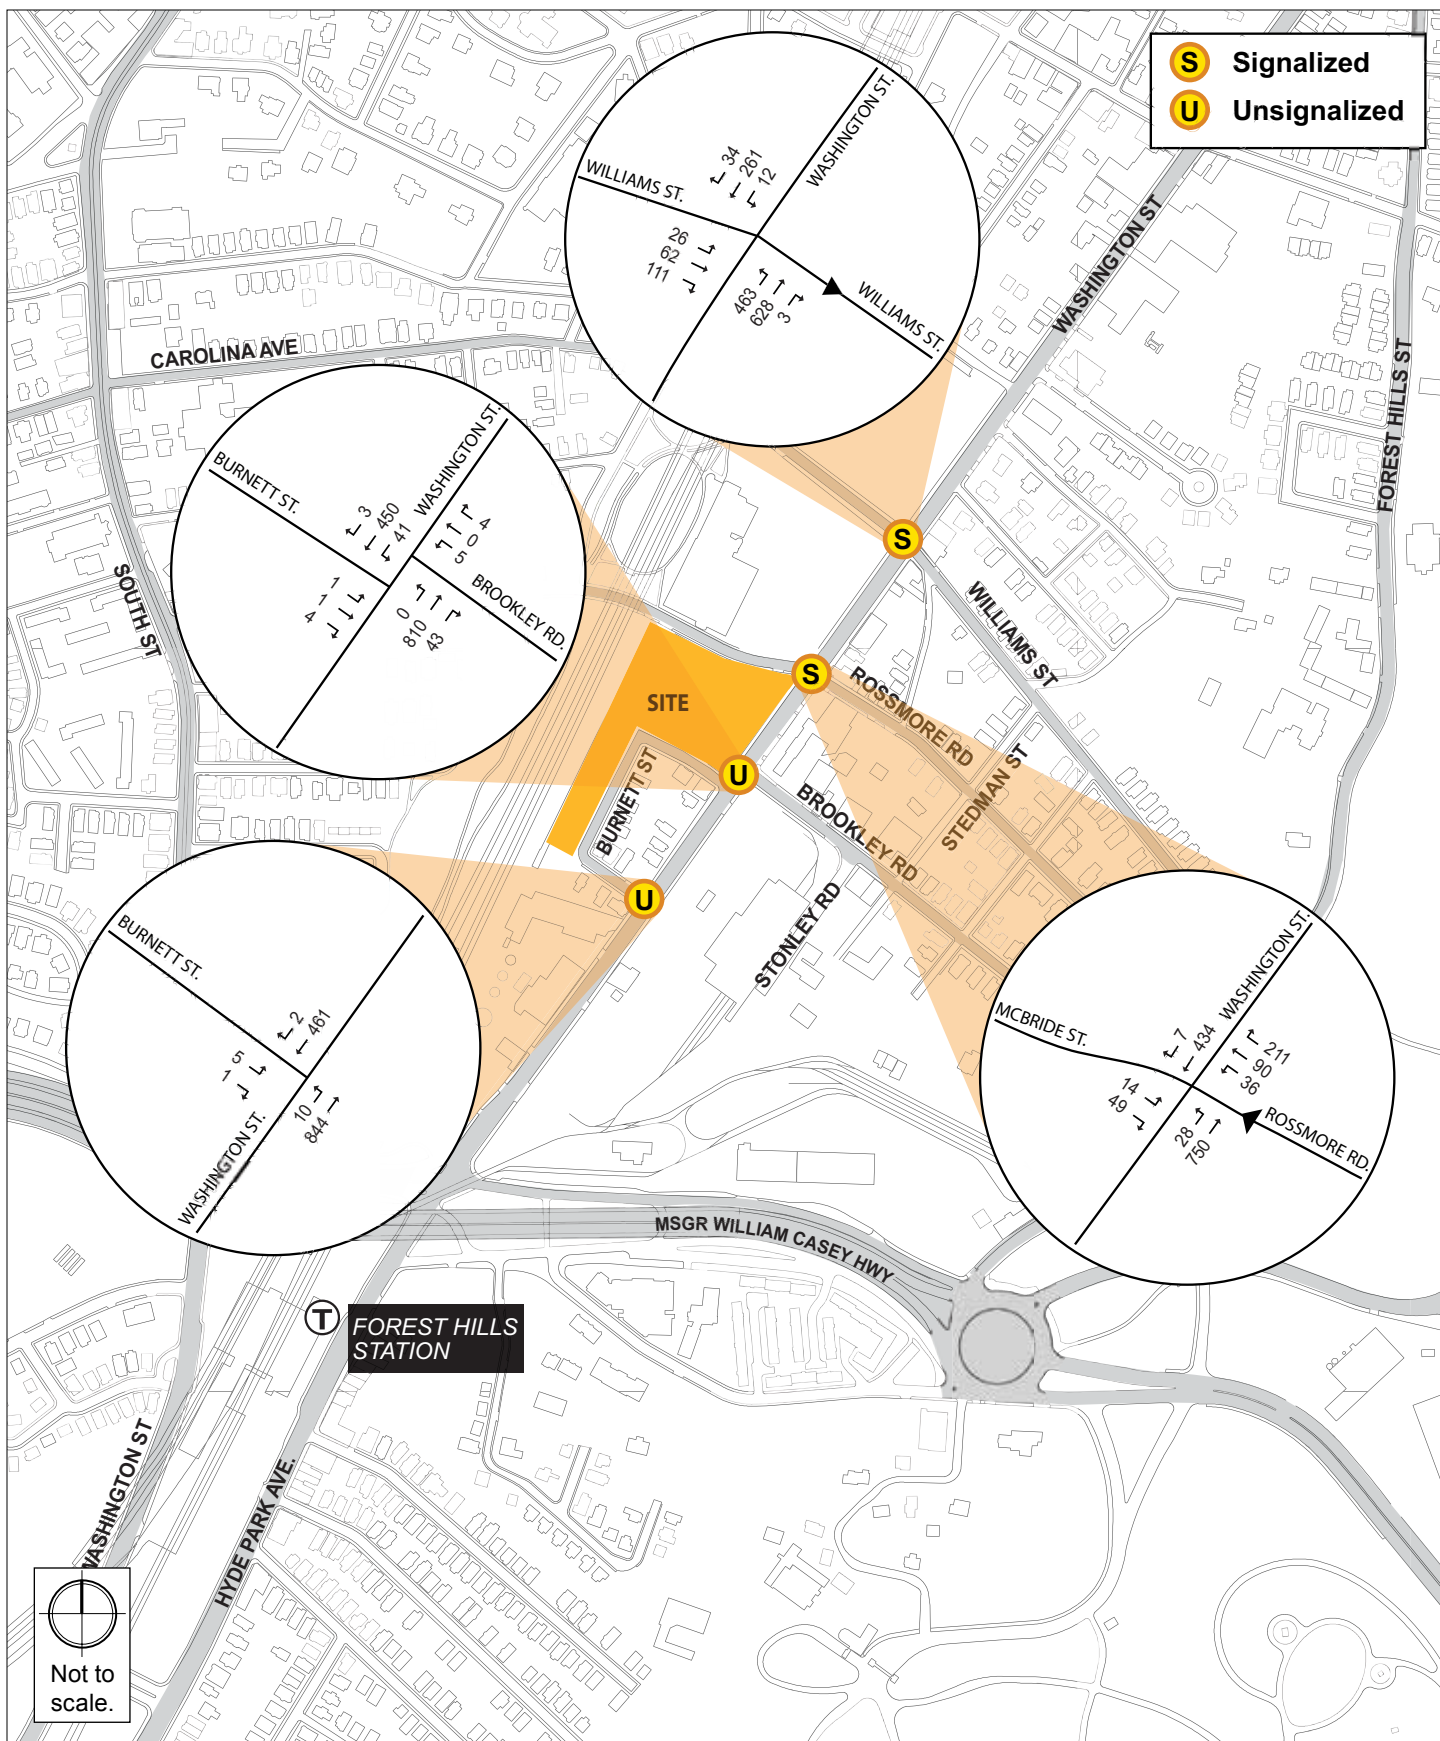 S Signalized
U Unsignalized
WASHINGTON ST.
WILLIAMS ST.
34
261
12
26
62
111
463
628
3
WILLIAMS ST.
WASHINGTON ST
CAROLINA AVE
FOREST HILLS ST
WASHINGTON ST.
BURNETT ST.
3
450
41
4
0
5
1
1
4
0
810
43
BROOKLEY RD.
S
SOUTH ST
WILLIAMS ST
S
SITE
ROSSMORE RD
U
BURNETT ST
BROOKLEY RD
STEDMAN ST
U
STONLEY RD
BURNETT ST.
2
461
5
1
10
844
WASHINGTON ST.
WASHINGTON ST.
MCBRIDE ST.
7
434
211
90
36
14
49
28
750
ROSSMORE RD.
MSGR WILLIAM CASEY HWY
T
FOREST HILLS
STATION
WASHINGTON ST
HYDE PARK AVE.
Not to
scale.